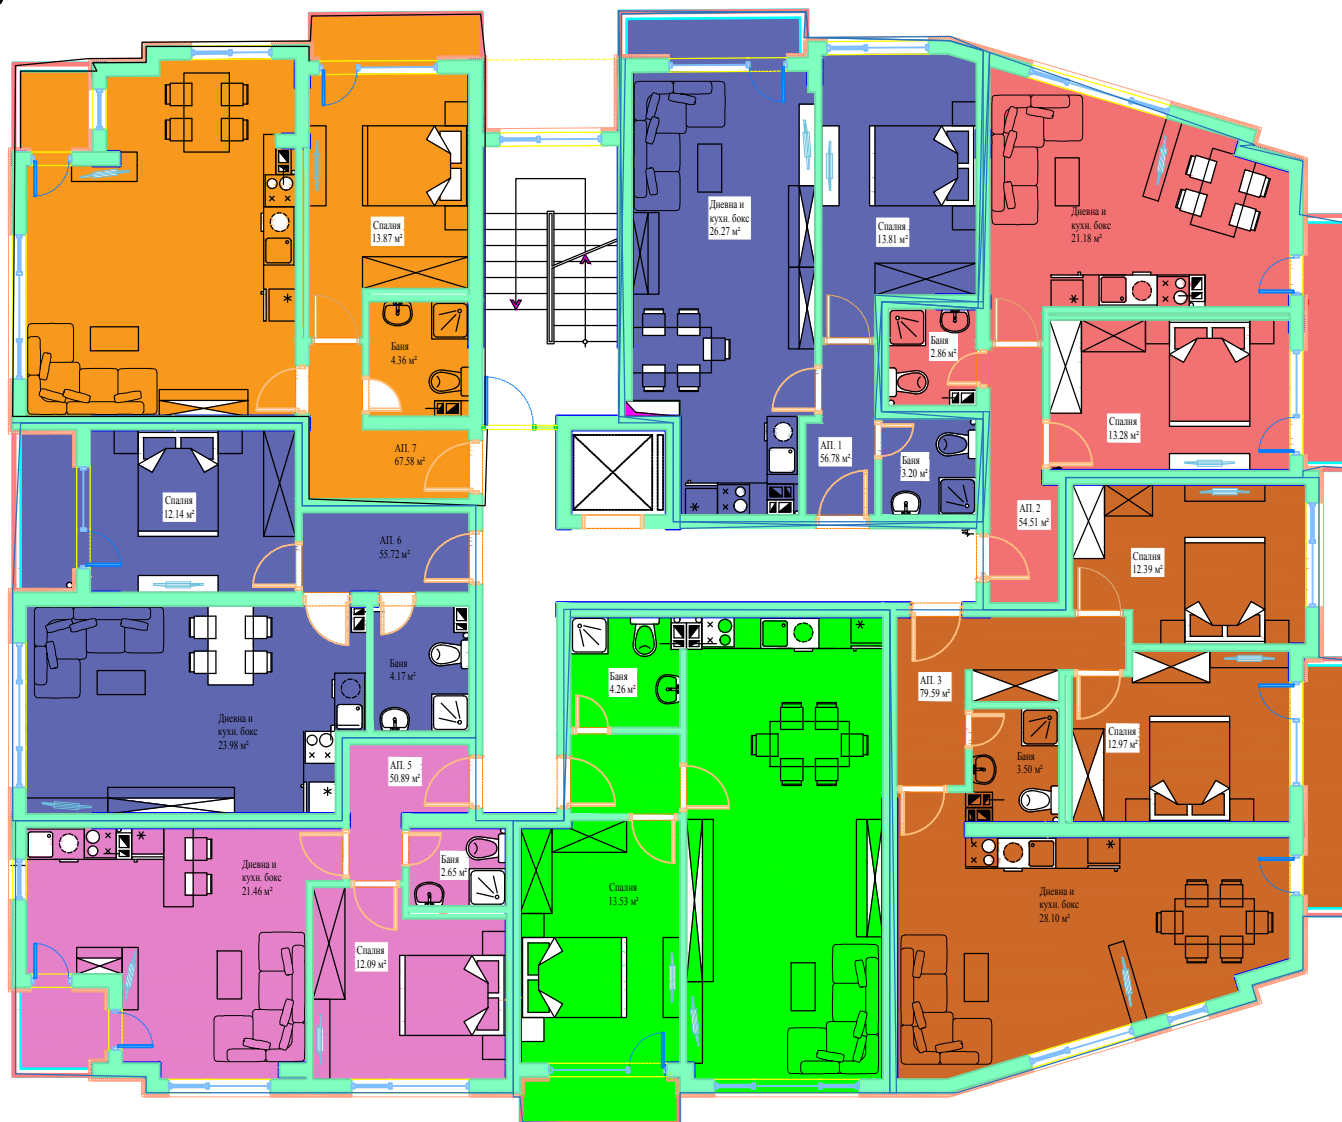 Спалня
13.87 м²
Баня
4.36 м²
АП. 7
67.58 м²
Дневна и
кухн. бокс
26.27 м²
Спалня
13.81 м²
АП. 1
56.78 м²
Баня
3.20 м²
Дневна и
кухн. бокс
21.18 м²
Баня
2.86 м²
Спалня
13.28 м²
АП. 2
54.51 м²
Спалня
12.14 м²
АП. 6
55.72 м²
Баня
4.17 м²
Дневна и
кухн. бокс
23.98 м²
Спалня
12.39 м²
АП. 3
79.59 м²
Спалня
12.97 м²
Баня
3.50 м²
Дневна и
кухн. бокс
28.10 м²
Баня
4.26 м²
Спалня
13.53 м²
АП. 5
50.89 м²
Дневна и
кухн. бокс
21.46 м²
Баня
2.65 м²
Спалня
12.09 м²